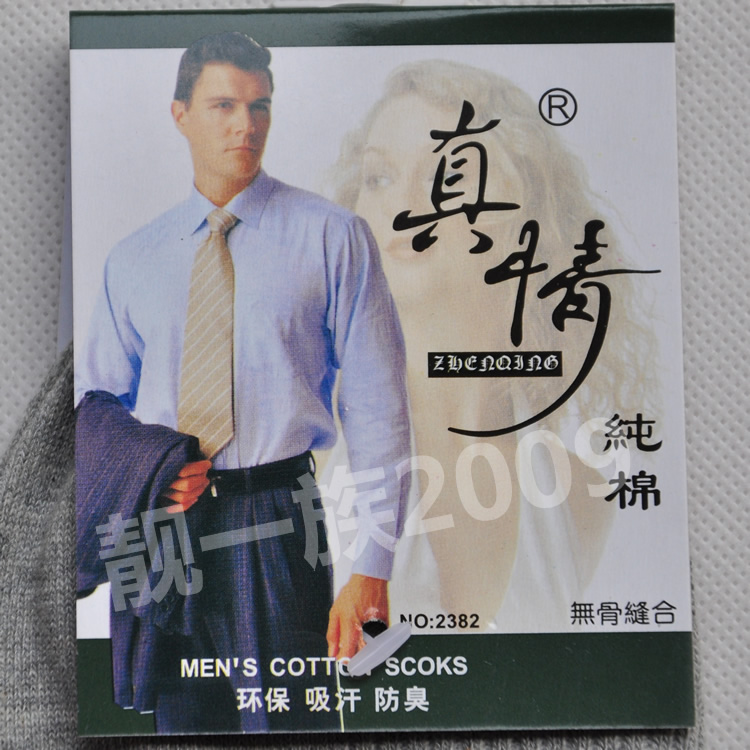 ®
真情
ZHENQING
純棉
靓一族2009
NO:2382
無骨縫合
MEN'S COTTON SCOKS
环保 吸汗 防臭